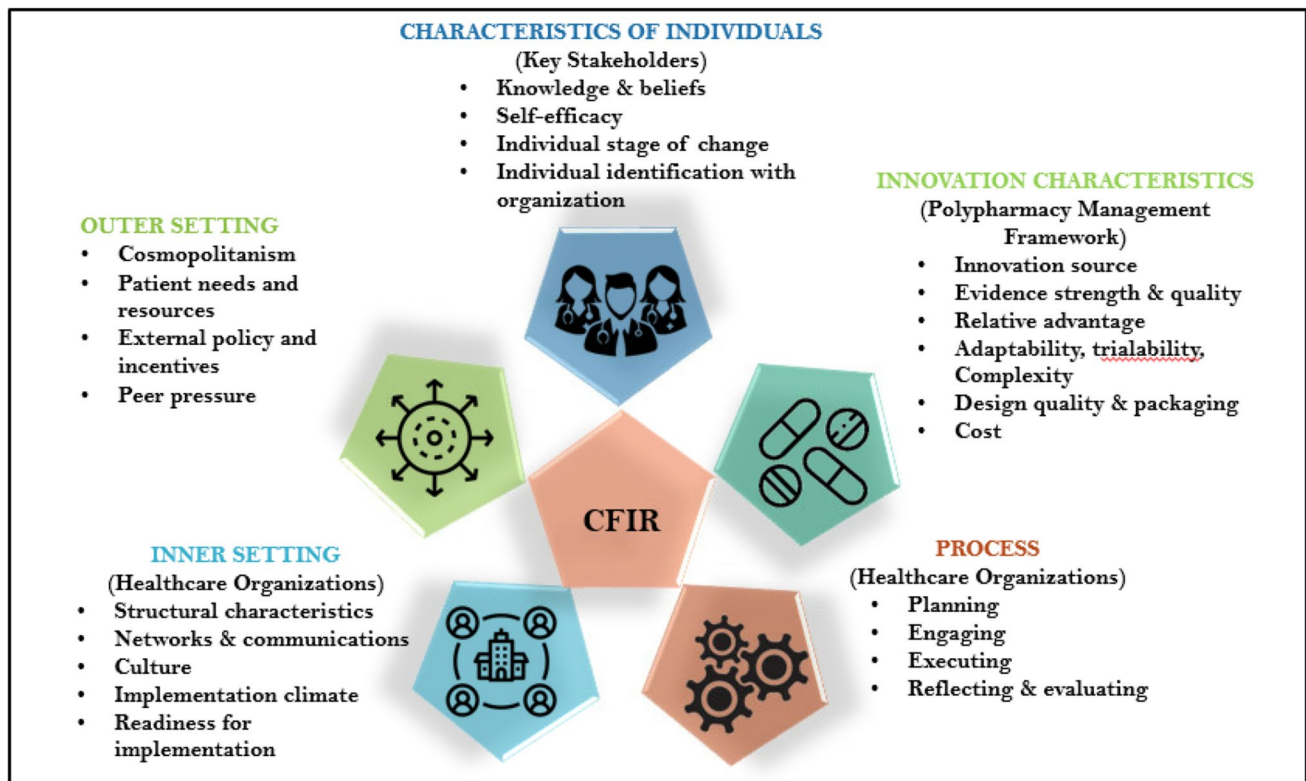 CHARACTERISTICS OF INDIVIDUALS
(Key Stakeholders)
• Knowledge & beliefs
• Self-efficacy
• Individual stage of change
• Individual identification with
organization
INNOVATION CHARACTERISTICS
(Polypharmacy Management
Framework)
• Innovation source
• Evidence strength & quality
• Relative advantage
• Adaptability, trialability,
Complexity
• Design quality & packaging
• Cost
OUTER SETTING
• Cosmopolitanism
• Patient needs and
resources
• External policy and
incentives
• Peer pressure
CFIR
INNER SETTING
(Healthcare Organizations)
• Structural characteristics
• Networks & communications
• Culture
• Implementation climate
• Readiness for
implementation
PROCESS
(Healthcare Organizations)
• Planning
• Engaging
• Executing
• Reflecting & evaluating